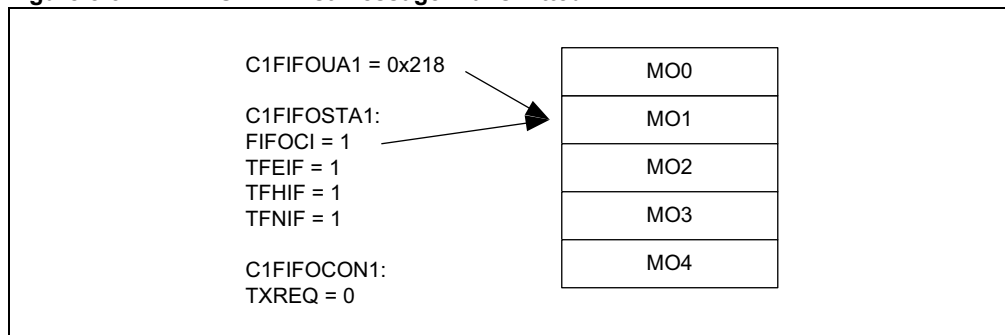 C1FIFOUA1 = 0x218
C1FIFOSTA1:
FIFOCI = 1
TFEIF = 1
TFHIF = 1
TFNIF = 1
C1FIFOCON1:
TXREQ = 0
MO0
MO1
MO2
MO3
MO4